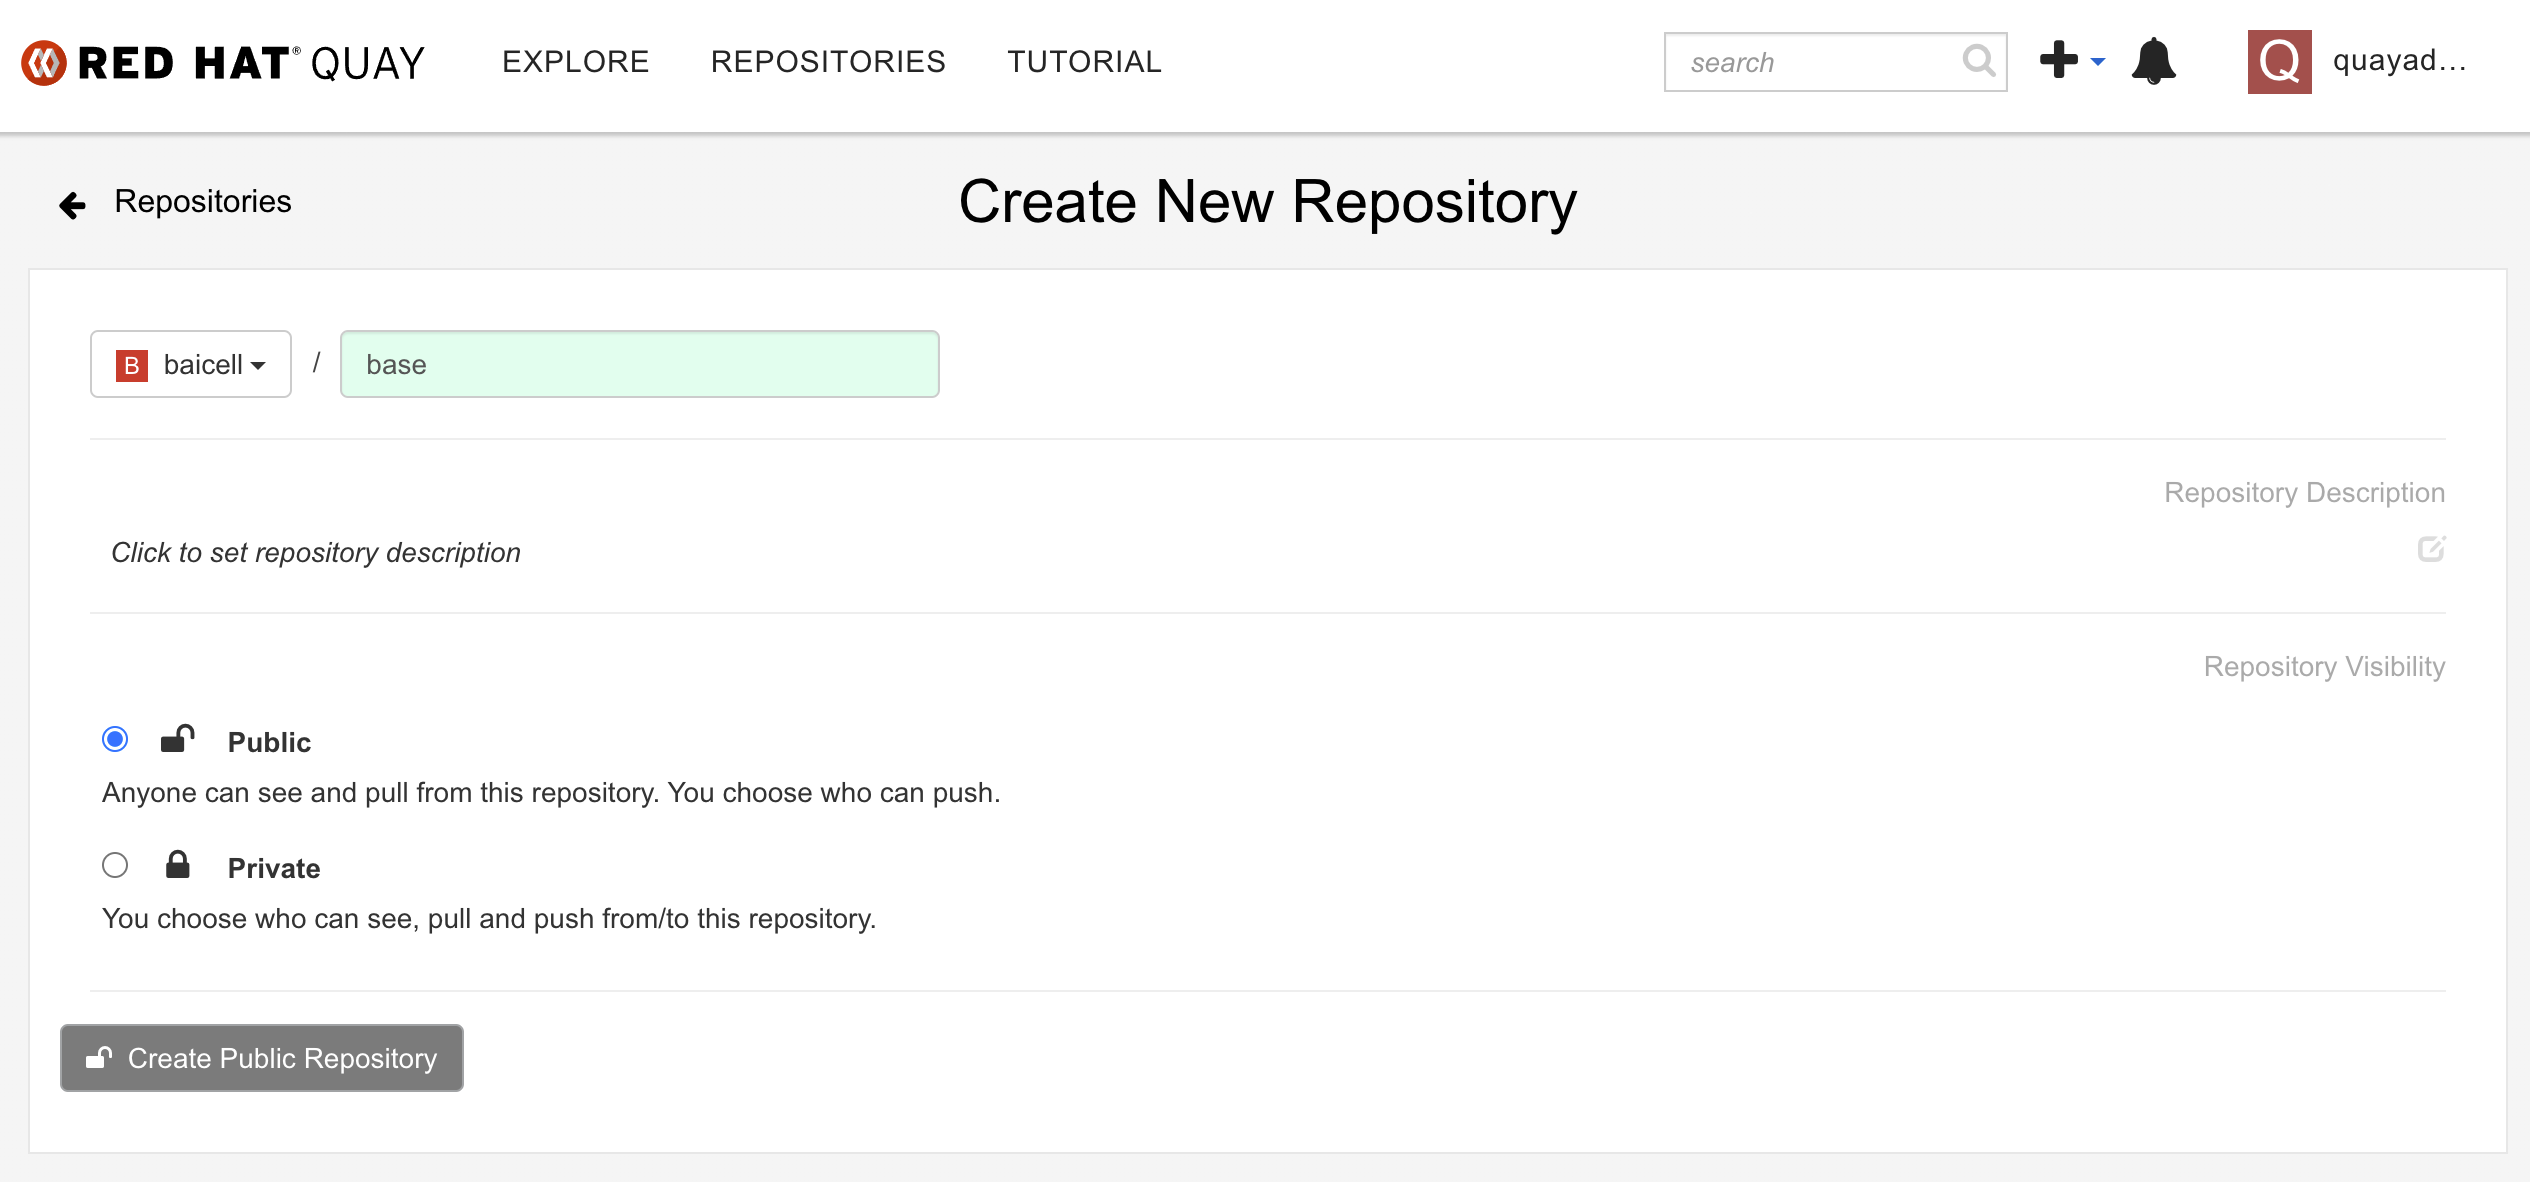 RED HAT® QUAY EXPLORE REPOSITORIES TUTORIAL search Q quayad...
Repositories
Create New Repository
B baicell / base
Repository Description
Click to set repository description
Repository Visibility
Public
Anyone can see and pull from this repository. You choose who can push.
Private
You choose who can see, pull and push from/to this repository.
Create Public Repository